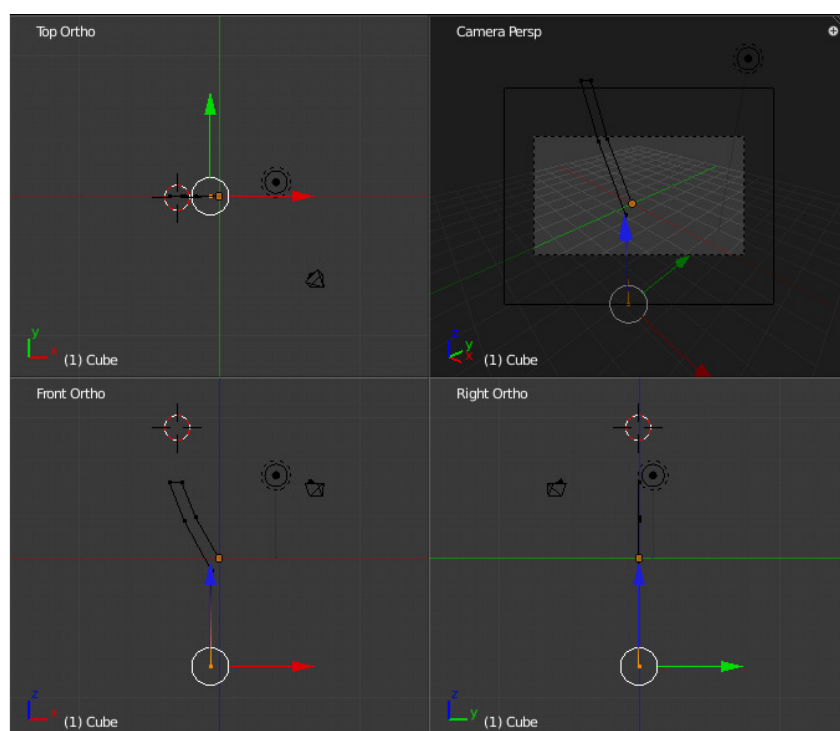 Top Ortho
Camera Persp
y
x
(1) Cube
z
y
x
(1) Cube
Front Ortho
Right Ortho
z
x
(1) Cube
z
y
(1) Cube